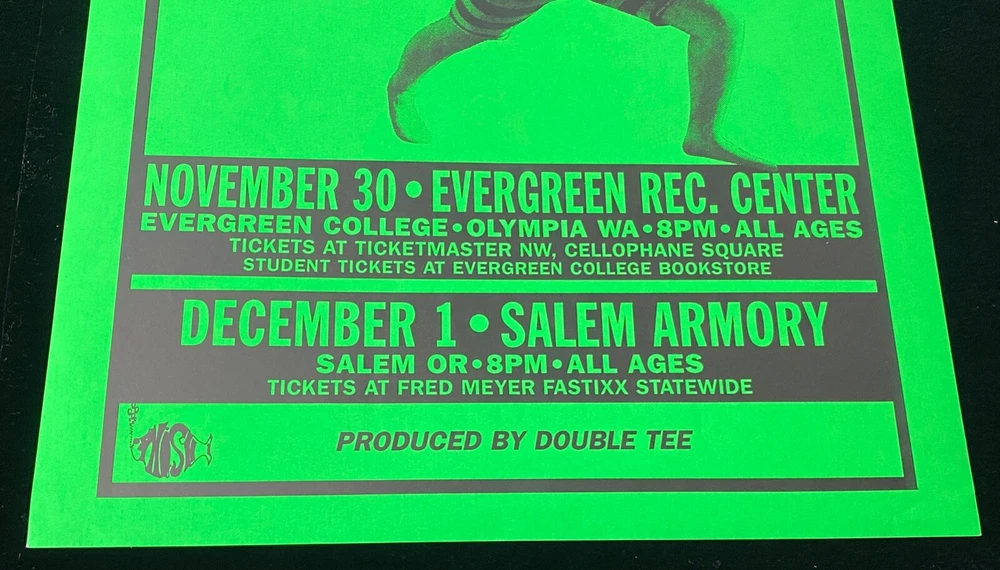 NOVEMBER 30 • EVERGREEN REC. CENTER
EVERGREEN COLLEGE • OLYMPIA WA • 8PM • ALL AGES
TICKETS AT TICKETMASTER NW, CELLOPHANE SQUARE
STUDENT TICKETS AT EVERGREEN COLLEGE BOOKSTORE
DECEMBER 1 • SALEM ARMORY
SALEM OR • 8PM • ALL AGES
TICKETS AT FRED MEYER FASTIXX STATEWIDE
PHISH
PRODUCED BY DOUBLE TEE